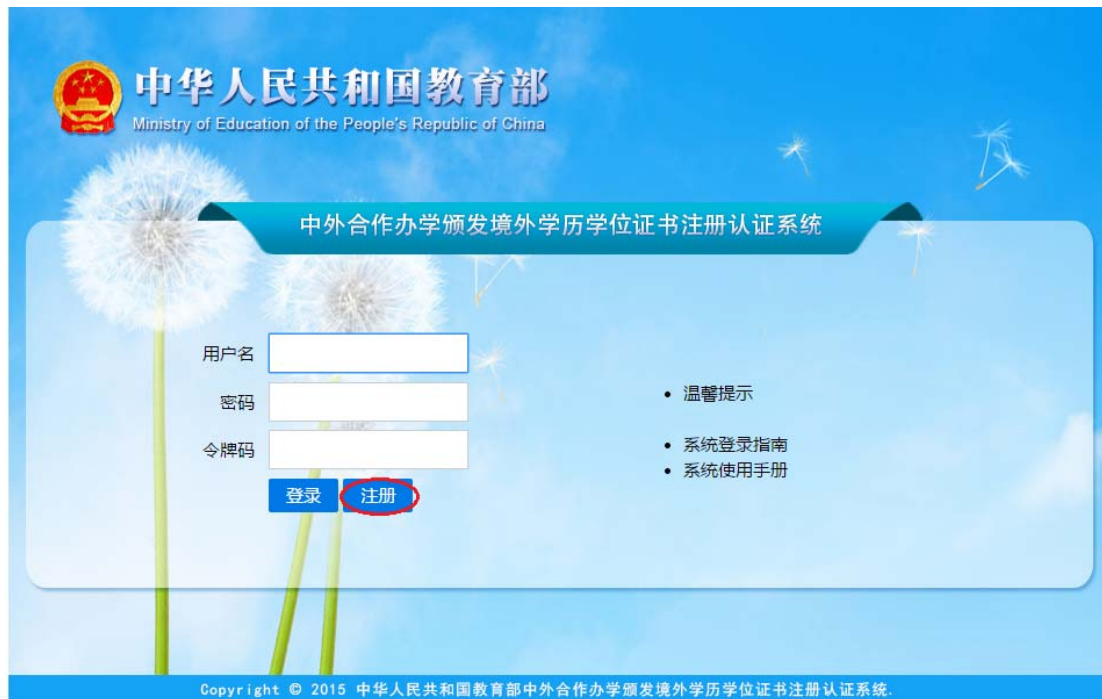 中华人民共和国教育部
Ministry of Education of the People's Republic of China
中外合作办学颁发境外学历学位证书注册认证系统
用户名
密码
令牌码
登录 注册
• 温馨提示
• 系统登录指南
• 系统使用手册
Copyright © 2015 中华人民共和国教育部中外合作办学颁发境外学历学位证书注册认证系统.